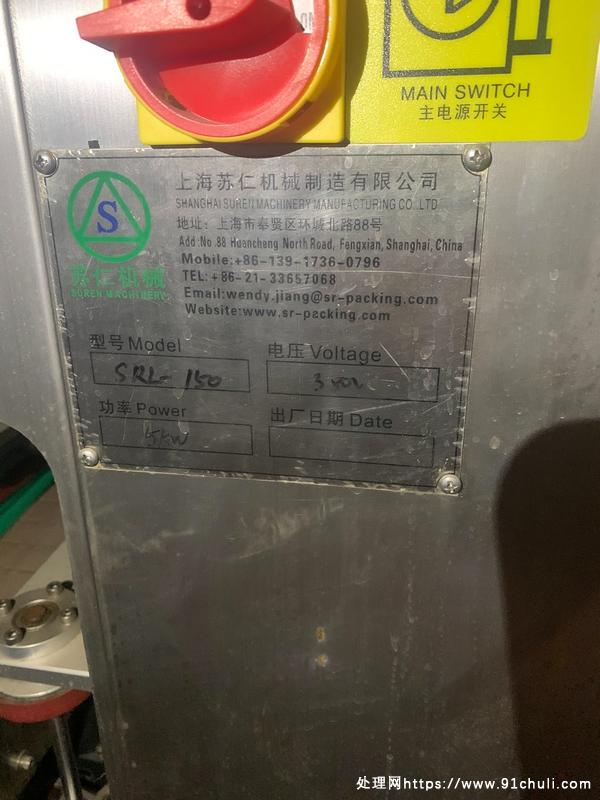 ON
MAIN SWITCH
主电源开关
S
苏仁机械
SUREN MACHINERY
上海苏仁机械制造有限公司
SHANGHAI SUREN MACHINERY MANUFACTURING CO.,LTD
地址: 上海市奉贤区环城北路88号
Add:No.88 Huancheng North Road, Fengxian, Shanghai, China
Mobile:+86-139-1736-0796
TEL:+86-21-33657068
Email:wendy.jiang@sr-packing.com
Website:www.sr-packing.com
型号 Model
SRL-150
电压 Voltage
功率 Power
5KW
出厂日期 Date
处理网https://www.91chuli.com